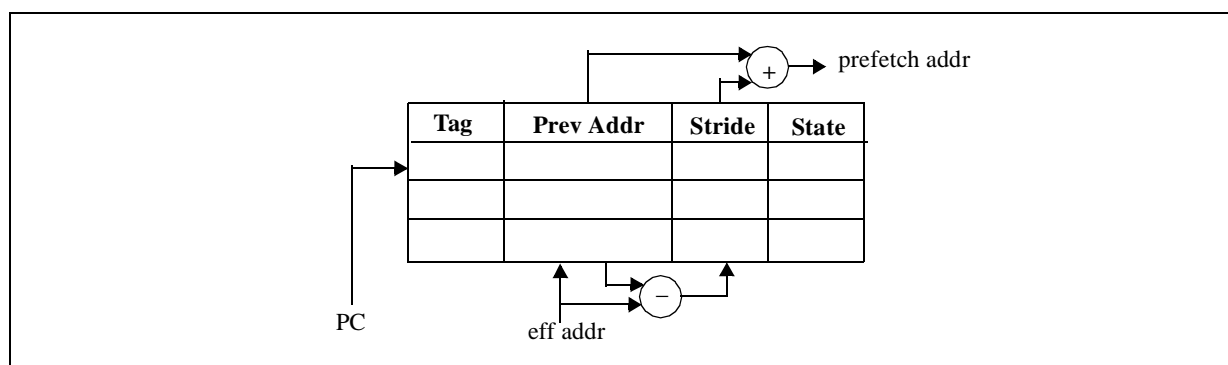 prefetch addr
+
Tag Prev Addr Stride State
−
PC
eff addr